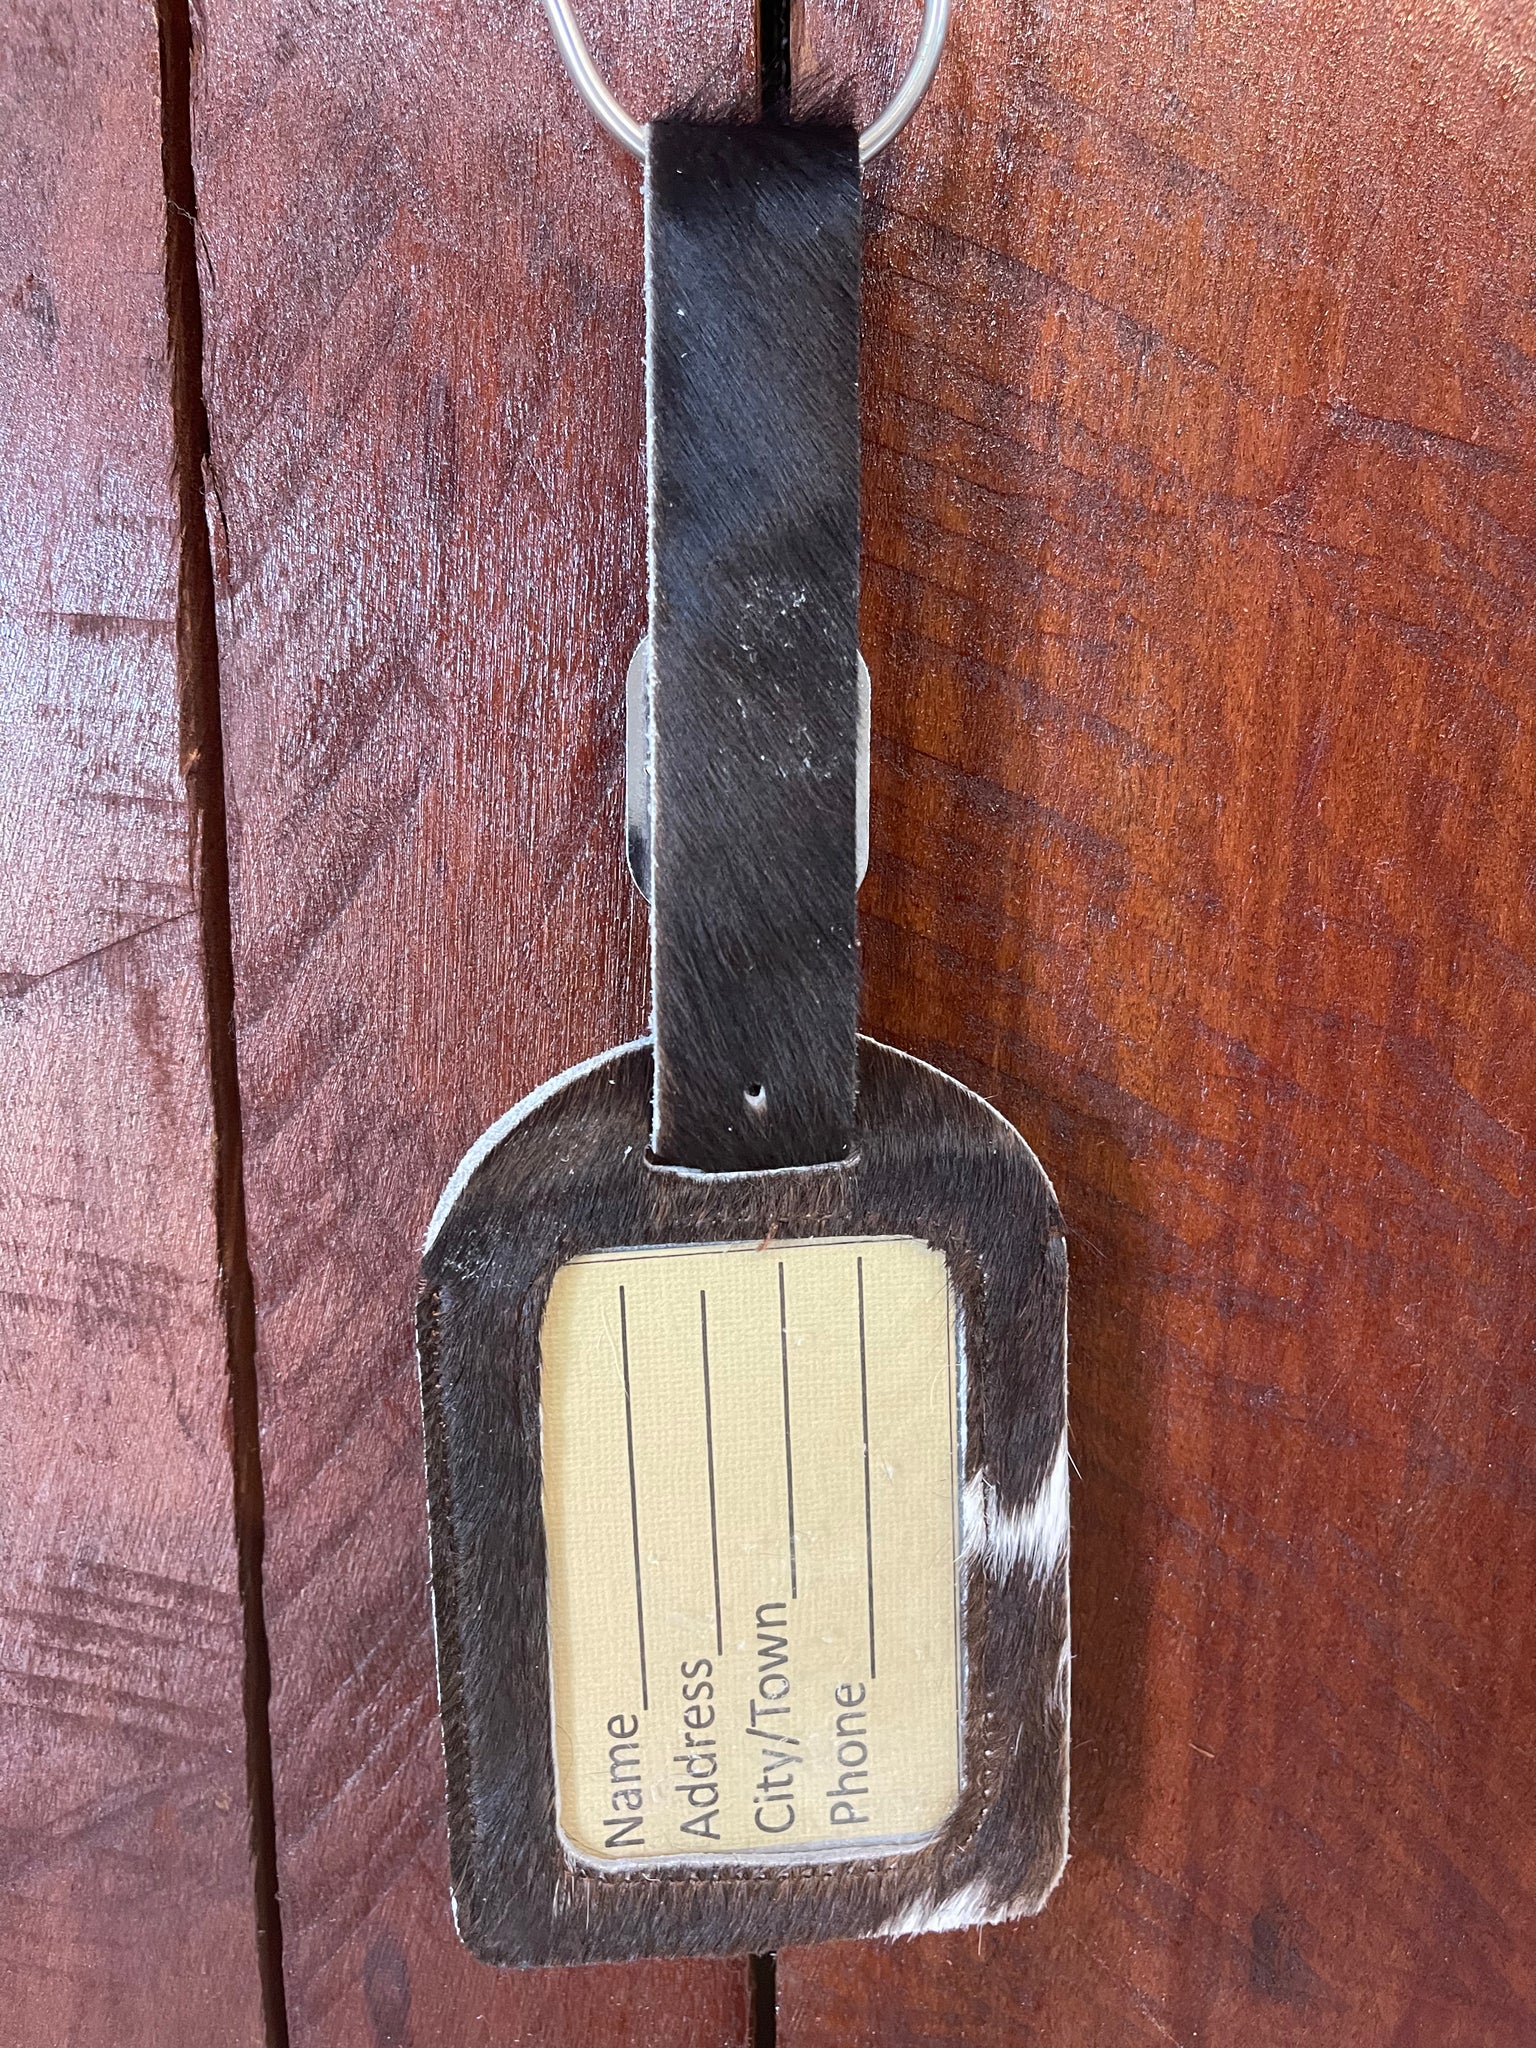 Name
Address
City/Town
Phone